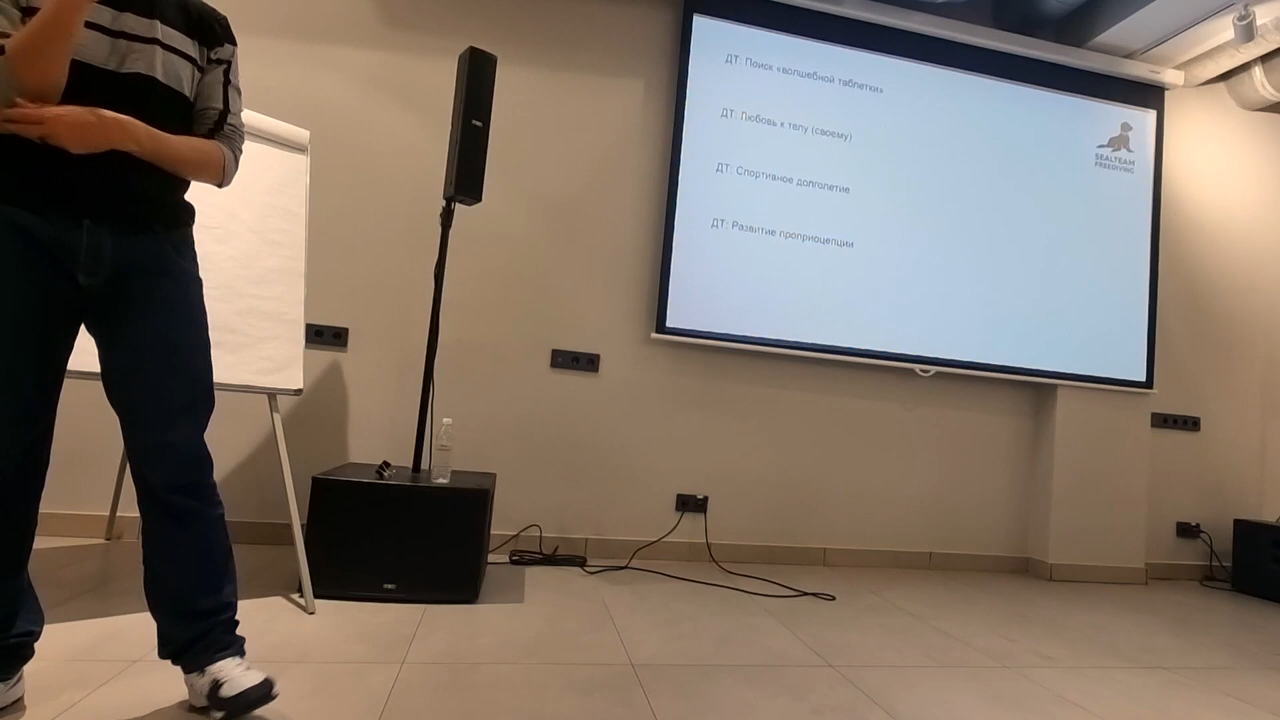 ДТ: Поиск «волшебной таблетки»
ДТ: Любовь к телу (своему)
ДТ: Спортивное долголетие
ДТ: Развитие проприоцепции
SEALTEAM
FREEDIVING